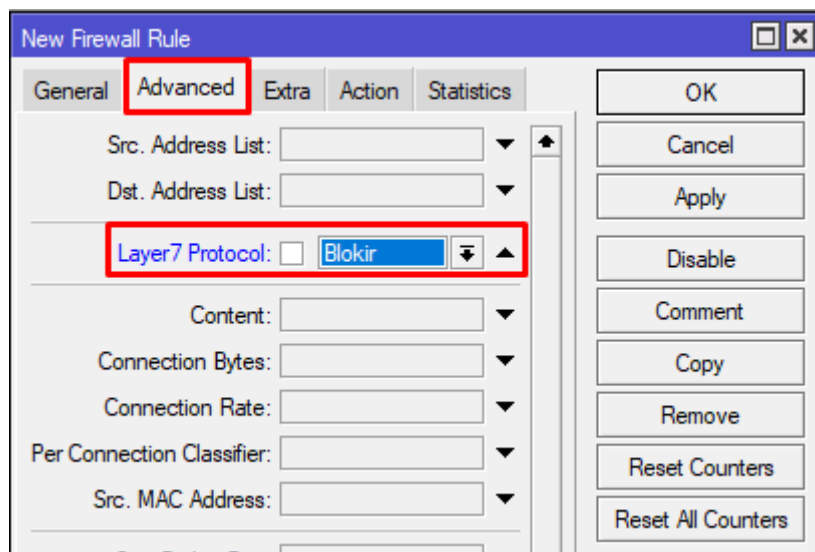 New Firewall Rule
General Advanced Extra Action Statistics
OK
Src. Address List:
Cancel
Dst. Address List:
Apply
Layer7 Protocol: Blokir
Disable
Content:
Comment
Connection Bytes:
Copy
Connection Rate:
Remove
Per Connection Classifier:
Reset Counters
Src. MAC Address:
Reset All Counters